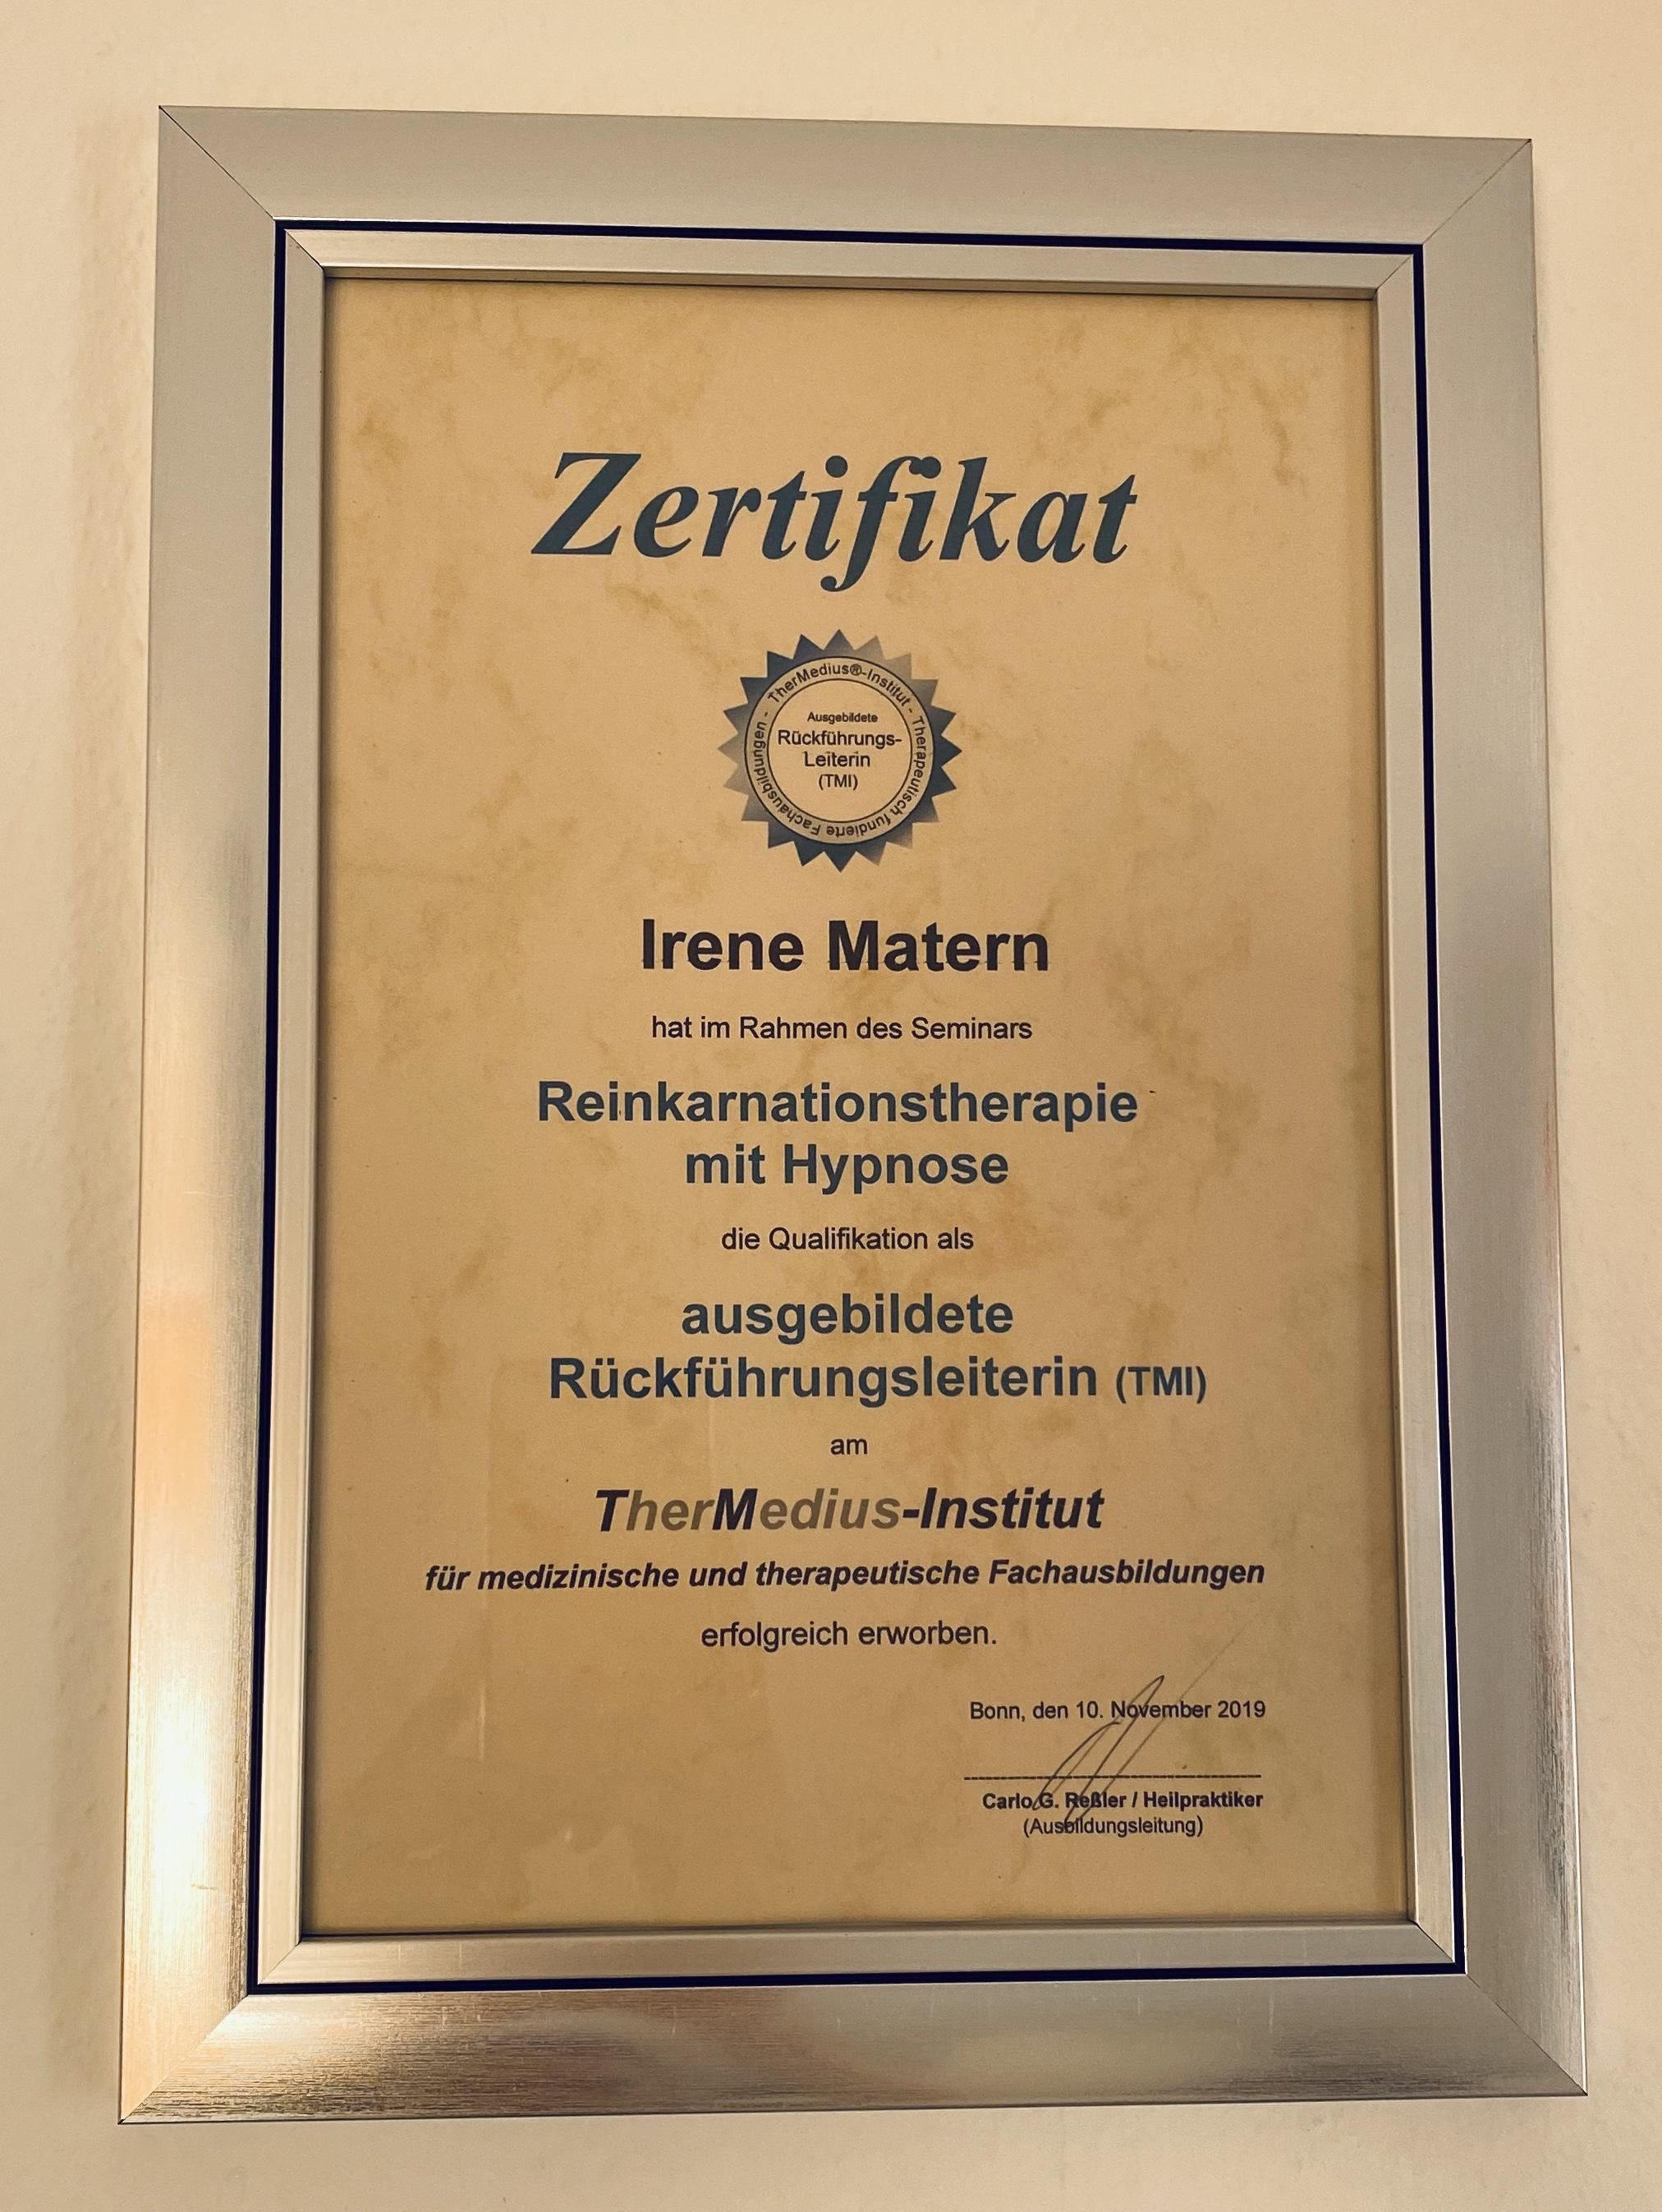 Zertifikat
TherMedius®-Institut - Therapeutisch fundierte Fachausbildungen -
Ausgebildete
Rückführungs-
Leiterin
(TMI)
Irene Matern
hat im Rahmen des Seminars
Reinkarnationstherapie
mit Hypnose
die Qualifikation als
ausgebildete
Rückführungsleiterin (TMI)
am
TherMedius-Institut
für medizinische und therapeutische Fachausbildungen
erfolgreich erworben.
Bonn, den 10. November 2019
Carlo G. Reßler / Heilpraktiker
(Ausbildungsleitung)